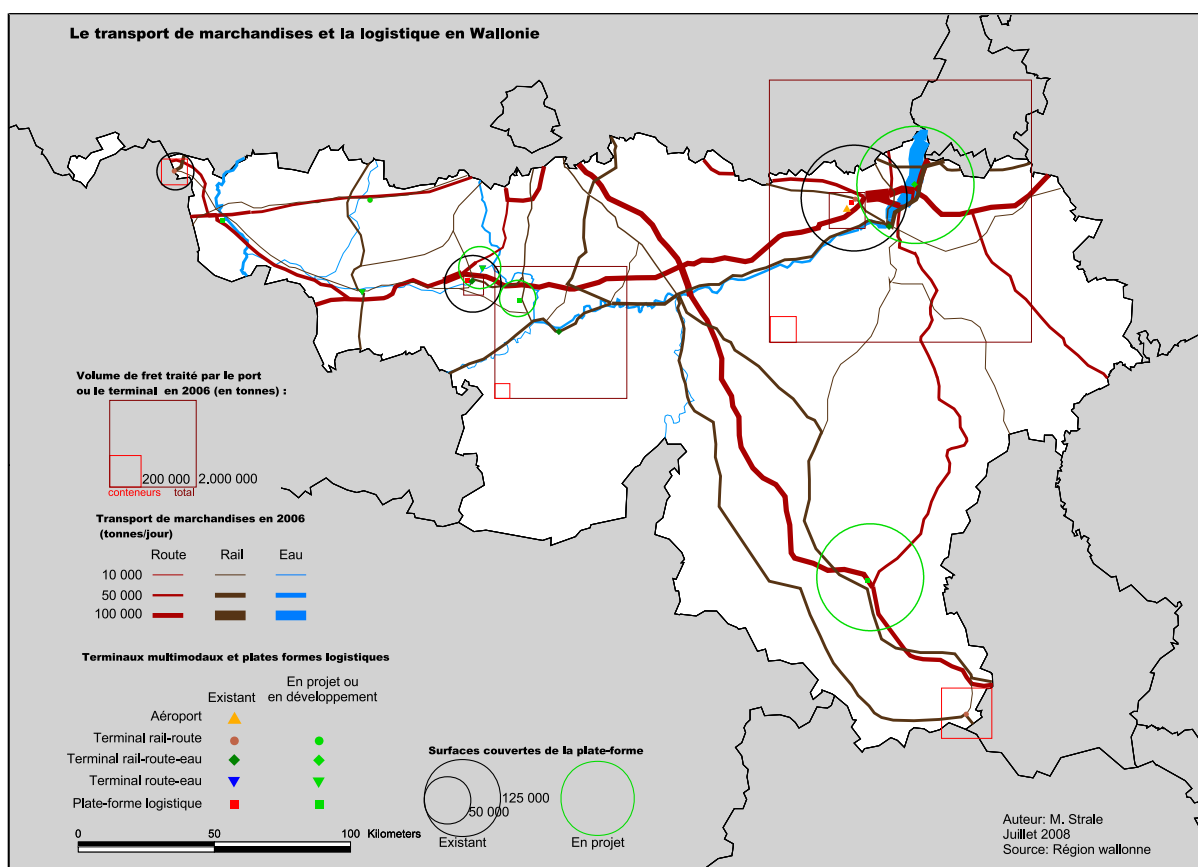 Le transport de marchandises et la logistique en Wallonie
Volume de fret traité par le port
ou le terminal en 2006 (en tonnes) :
200 000
2.000 000
conteneurs
total
Transport de marchandises en 2006
(tonnes/jour)
Route
Rail
Eau
10 000
50 000
100 000
Terminaux multimodaux et plates formes logistiques
Existant
En projet ou
en développement
Aéroport
Terminal rail-route
Terminal rail-route-eau
Terminal route-eau
Plate-forme logistique
0
50
100
Kilometers
Surfaces couvertes de la plate-forme
125 000
50 000
Existant
En projet
Auteur: M. Strale
Juillet 2008
Source: Région wallonne